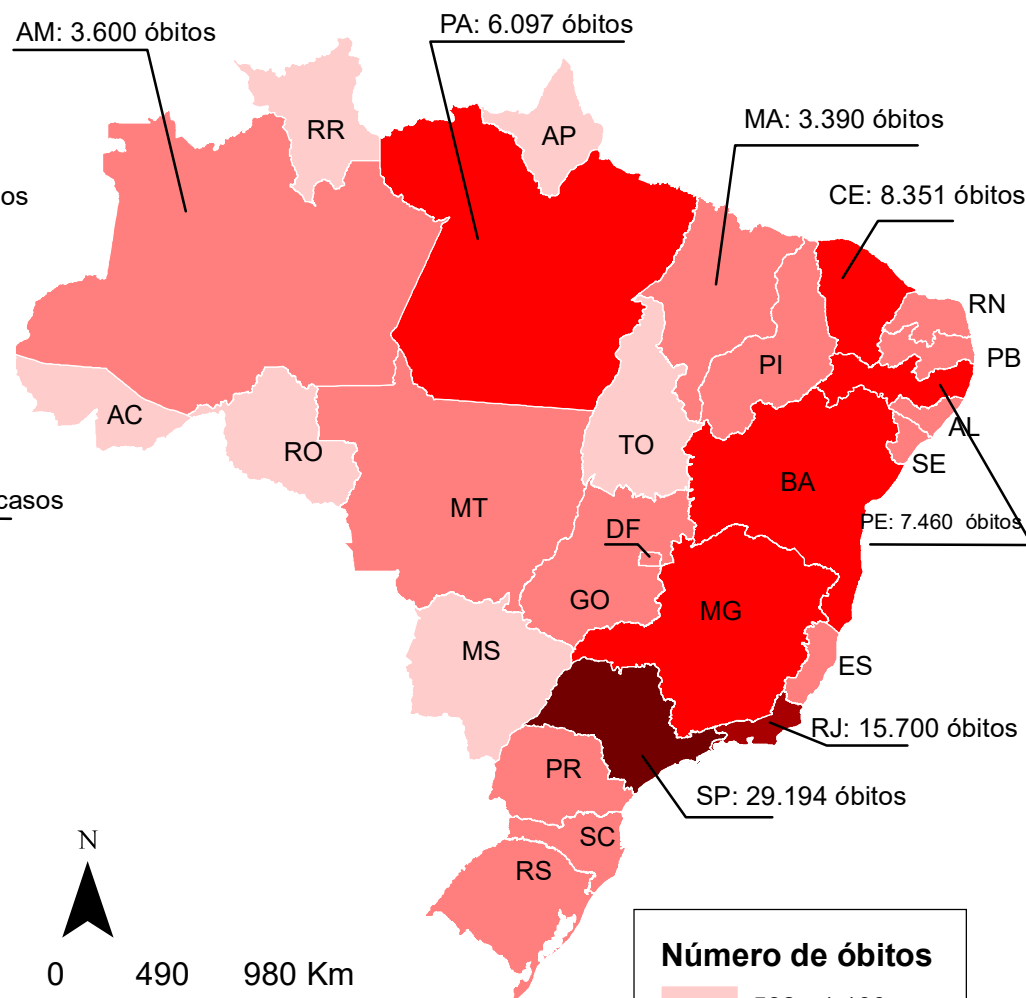 AM: 3.600 óbitos
PA: 6.097 óbitos
RR
AP
MA: 3.390 óbitos
os
CE: 8.351 óbitos
RN
PB
PI
AC
RO
TO
AL
SE
BA
casos
MT
DF
PE: 7.460 óbitos
GO
MG
MS
ES
RJ: 15.700 óbitos
PR
SP: 29.194 óbitos
SC
RS
N
0 490 980 Km
Número de óbitos